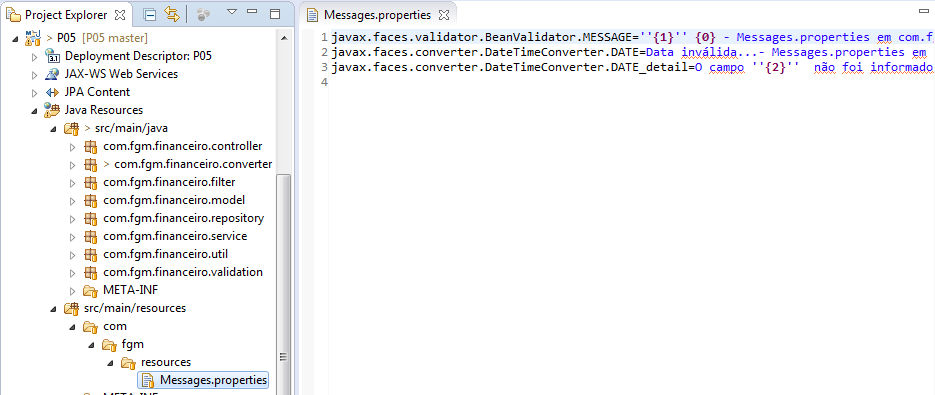 Project Explorer
> P05 [P05 master]
Deployment Descriptor: P05
JAX-WS Web Services
JPA Content
Java Resources
> src/main/java
com.fgm.financeiro.controller
> com.fgm.financeiro.converter
com.fgm.financeiro.filter
com.fgm.financeiro.model
com.fgm.financeiro.repository
com.fgm.financeiro.service
com.fgm.financeiro.util
com.fgm.financeiro.validation
META-INF
src/main/resources
com
fgm
resources
Messages.properties
META-INF
Messages.properties
1 javax.faces.validator.BeanValidator.MESSAGE=''{1}'' {0} - Messages.properties em com.f
2 javax.faces.converter.DateTimeConverter.DATE=Data inválida...- Messages.properties em
3 javax.faces.converter.DateTimeConverter.DATE_detail=O campo ''{2}'' não foi informado
4